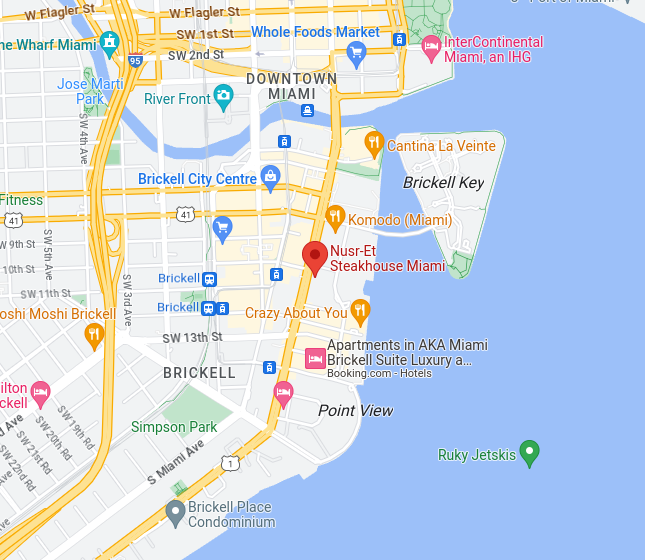 W Flagler St
W Flagler St
SW 1st St
Whole Foods Market
ne Wharf Miami
SW 2nd St
InterContinental
Miami, an IHG
95
DOWNTOWN
MIAMI
Jose Marti
Park
River Front
SW 4th Ave
Cantina La Veinte
Brickell City Centre
Brickell Key
Fitness
41
41
Komodo (Miami)
SW 9th St
10th St
SW 5th Ave
Nusr-Et
Steakhouse Miami
Brickell
SW 3rd Ave
SW 11th St
Brickell
oshi Moshi Brickell
Crazy About You
SW 13th St
Apartments in AKA Miami
Brickell Suite Luxury a...
Booking.com - Hotels
BRICKELL
ilton
ckell
Point View
SW 19th Rd
SW 20th Rd
SW 21st Rd
SW 22nd Rd
d Ave
Simpson Park
S Miami Ave
1
Ruky Jetskis
Brickell Place
Condominium